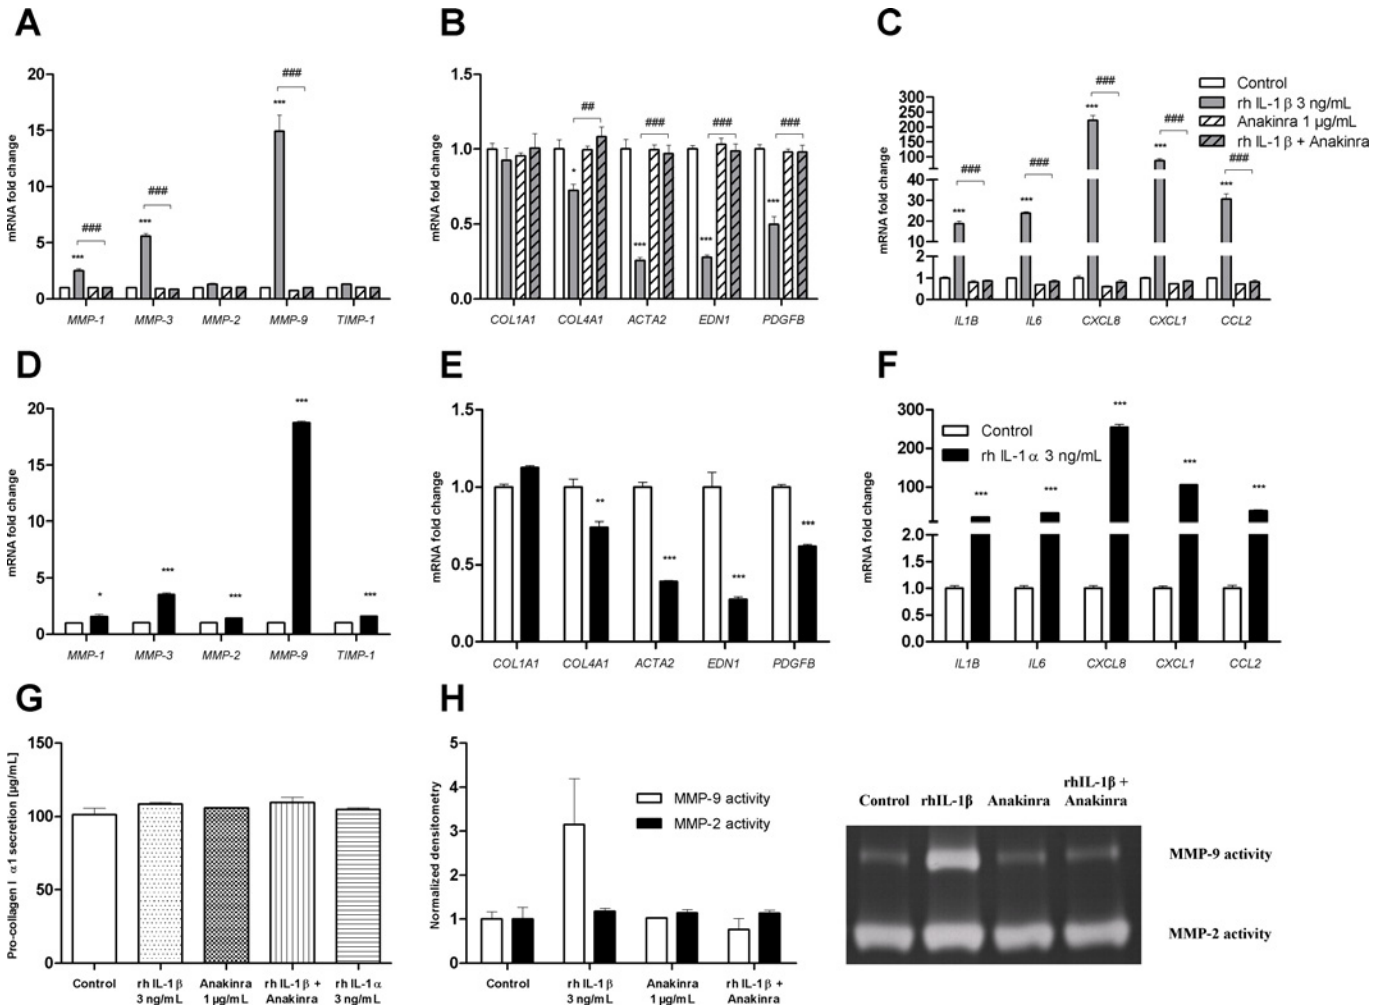 A
mRNA fold change
20
15
10
5
0
###
***
###
***
###
***
MMP-1 MMP-3 MMP-2 MMP-9 TIMP-1
B
mRNA fold change
1.5
1.0
0.5
0.0
## ### ### ###
* *** *** ***
COL1A1 COL4A1 ACTA2 EDN1 PDGFB
C
mRNA fold change
300
250
200
150
100
50
40
30
20
10
2
1
0
###
***
###
***
###
***
###
***
###
***
Control
rh IL-1β 3 ng/mL
Anakinra 1 µg/mL
rh IL-1β + Anakinra
IL1B IL6 CXCL8 CXCL1 CCL2
D
mRNA fold change
20
15
10
5
0
* *** *** *** ***
MMP-1 MMP-3 MMP-2 MMP-9 TIMP-1
E
mRNA fold change
1.5
1.0
0.5
0.0
** *** *** ***
COL1A1 COL4A1 ACTA2 EDN1 PDGFB
F
mRNA fold change
300
200
100
2.0
1.5
1.0
0.5
0.0
Control
rh IL-1α 3 ng/mL
*** *** *** *** ***
IL1B IL6 CXCL8 CXCL1 CCL2
G
Pro-collagen I α1 secretion [µg/mL]
150
100
50
0
Control rh IL-1β Anakinra rh IL-1β + rh IL-1α
3 ng/mL 1 µg/mL Anakinra 3 ng/mL
H
Normalized densitometry
5
4
3
2
1
0
MMP-9 activity
MMP-2 activity
Control rh IL-1β Anakinra rh IL-1β +
3 ng/mL 1 µg/mL Anakinra
rhIL-1β +
Control rhIL-1β Anakinra Anakinra
MMP-9 activity
MMP-2 activity